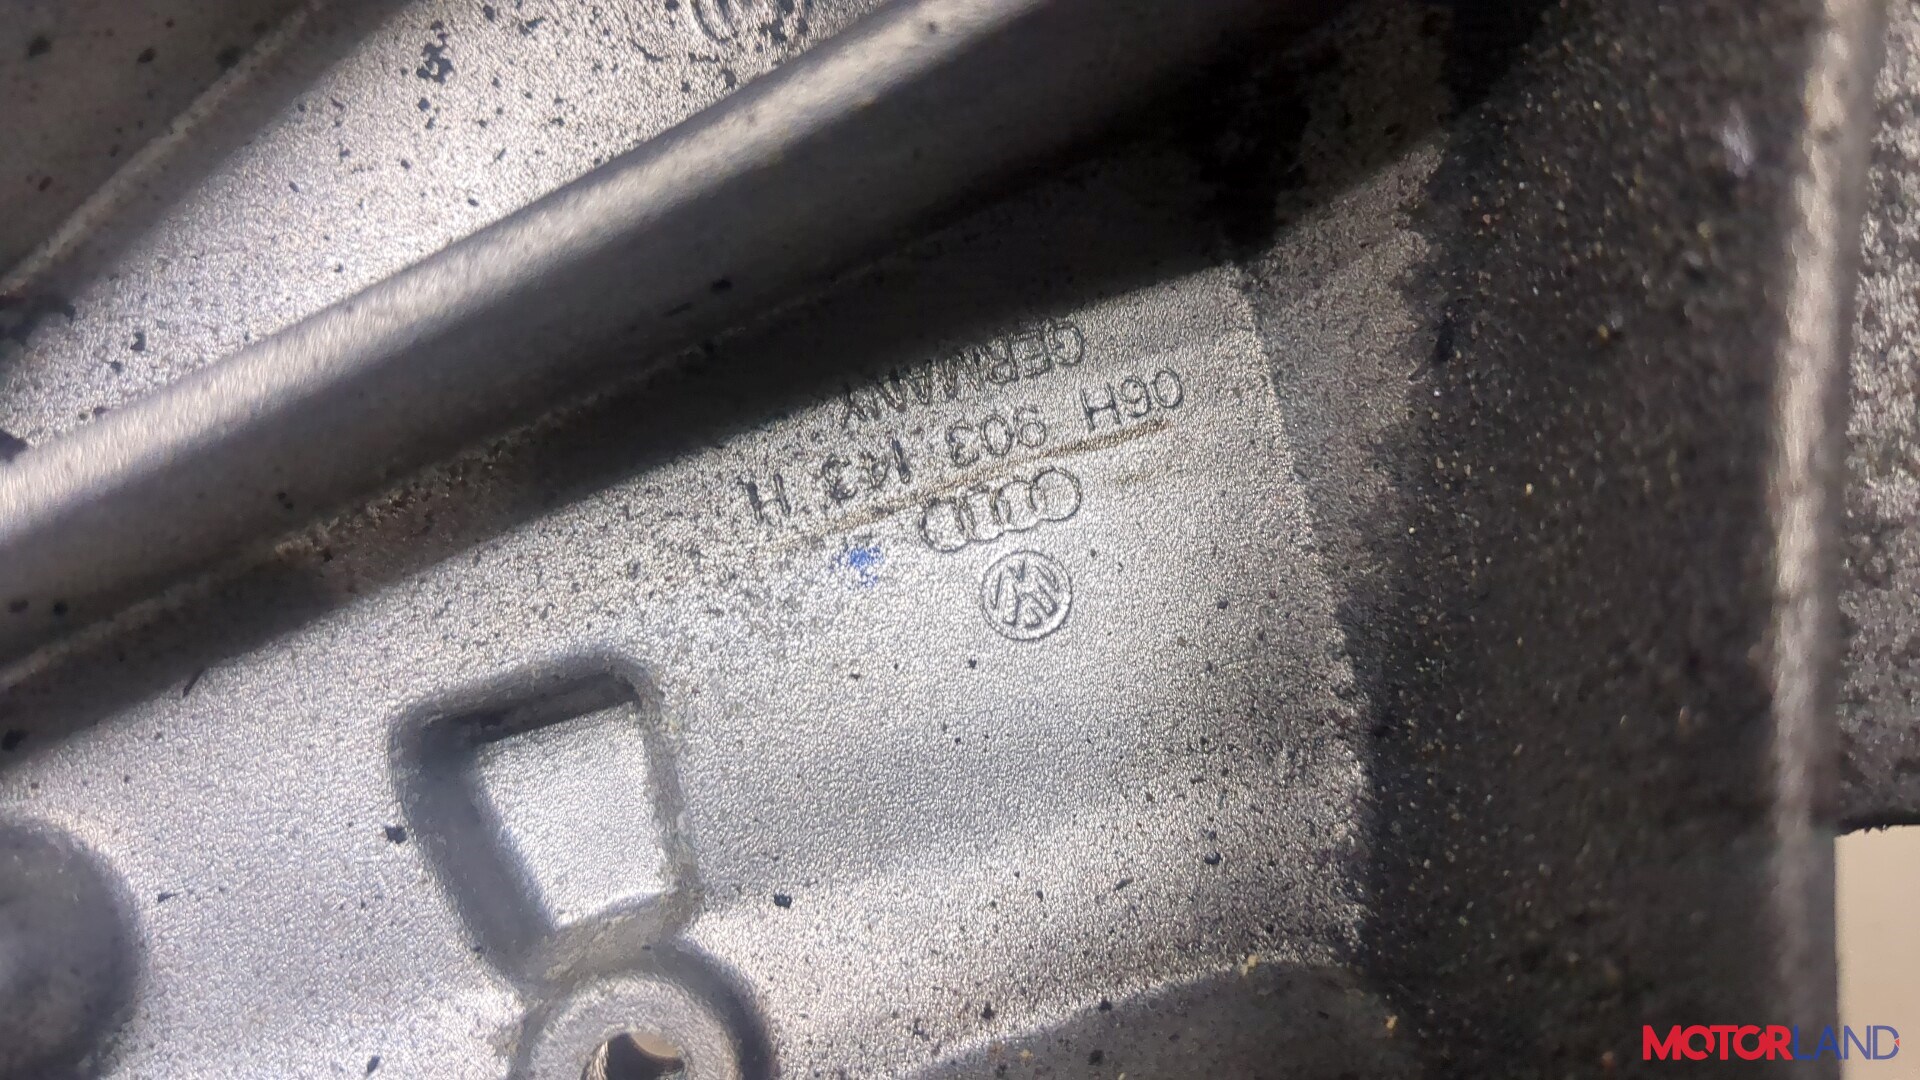 06H 903 143 H
GERMANY
MOTORLAND